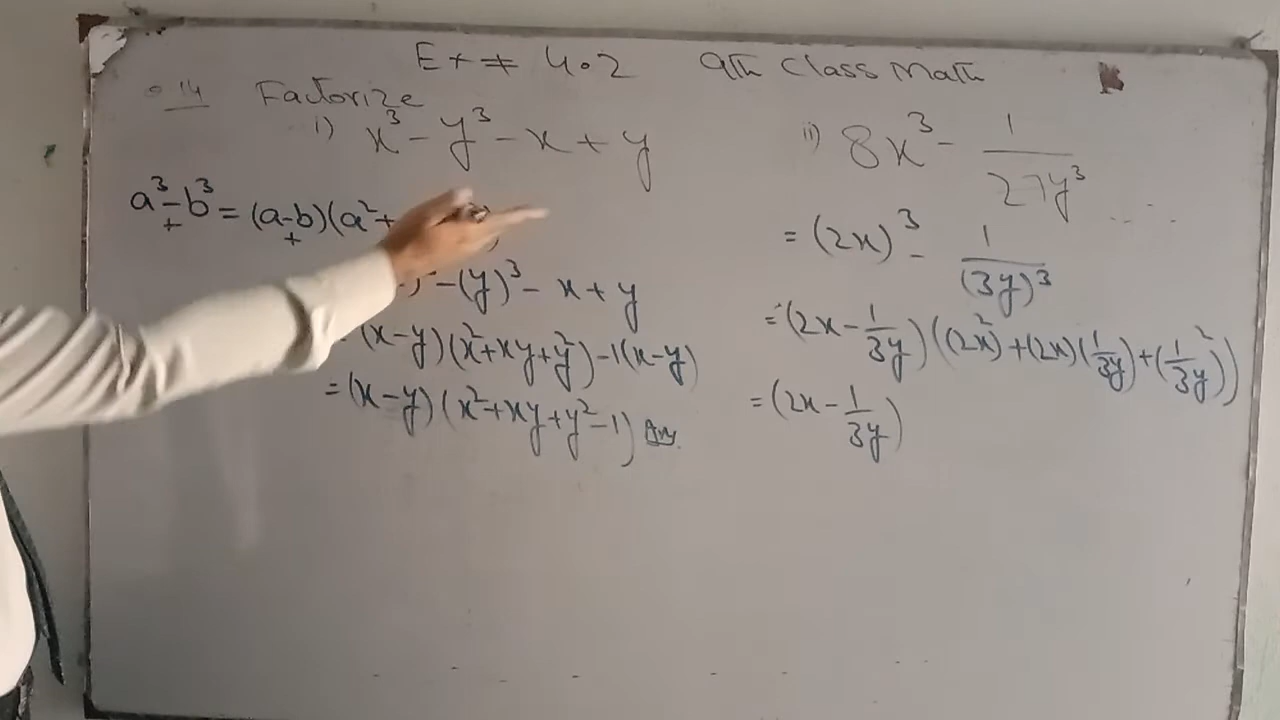 Ex # 4.2 9th Class Math
Q 14 Factorize
i) x³ - y³ - x + y
a³ ∓ b³ = (a ∓ b)(a² +
- (y)³ - x + y
(x - y)(x² + xy + y²) - 1(x - y)
= (x - y)(x² + xy + y² - 1) Ans
ii) 8x³ - 1/27y³
= (2x)³ - 1/(3y)³
= (2x - 1/3y)((2x)² + (2x)(1/3y) + (1/3y)²)
= (2x - 1/3y)